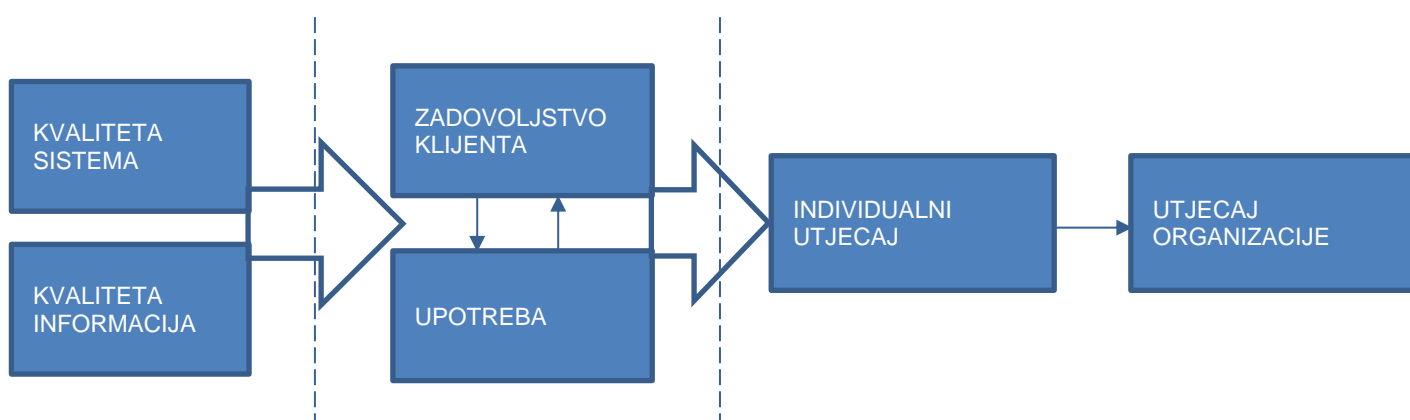 KVALITETA
SISTEMA
KVALITETA
INFORMACIJA
ZADOVOLJSTVO
KLIJENTA
UPOTREBA
INDIVIDUALNI
UTJECAJ
UTJECAJ
ORGANIZACIJE